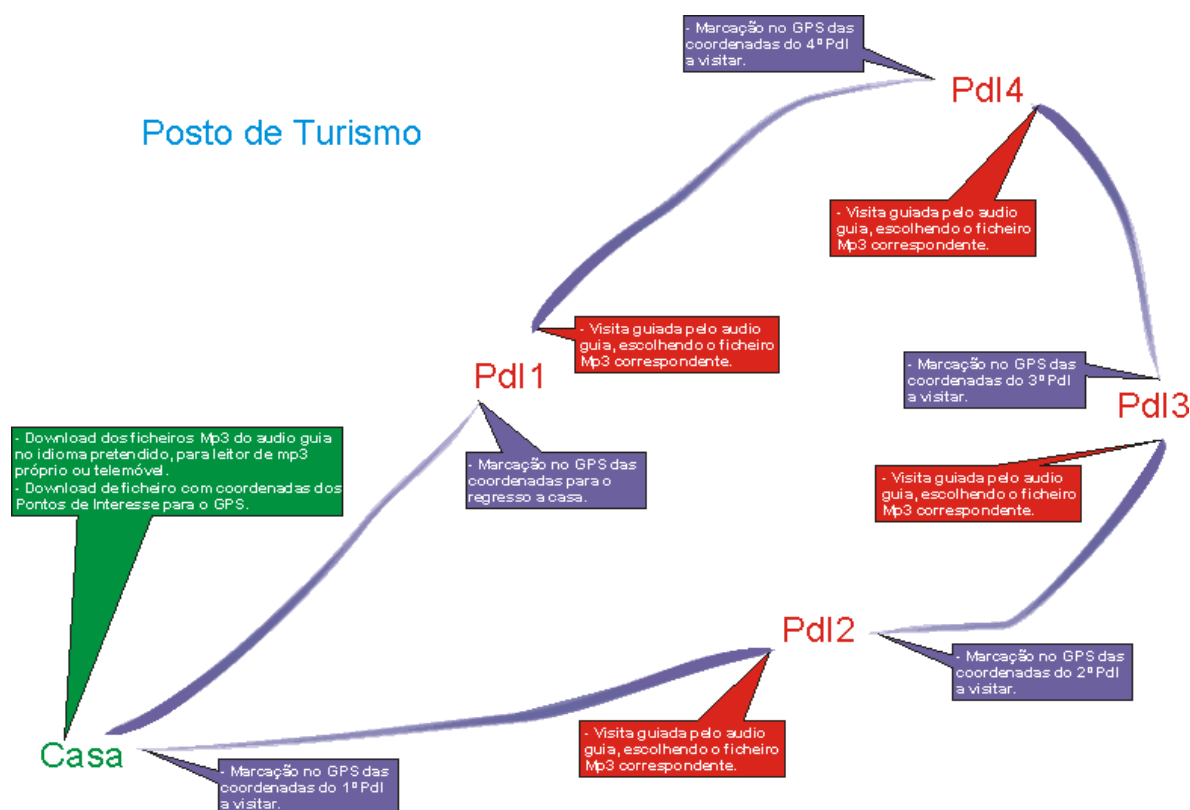 - Marcação no GPS das
coordenadas do 4º PdI
a visitar.
PdI4
Posto de Turismo
- Visita guiada pelo audio
guia, escolhendo o ficheiro
Mp3 correspondente.
- Visita guiada pelo audio
guia, escolhendo o ficheiro
Mp3 correspondente.
PdI1
- Marcação no GPS das
coordenadas do 3º PdI
a visitar.
PdI3
- Download dos ficheiros Mp3 do audio guia
no idioma pretendido, para leitor de mp3
próprio ou telemóvel.
- Download de ficheiro com coordenadas dos
Pontos de Interesse para o GPS.
- Marcação no GPS das
coordenadas para o
regresso a casa.
- Visita guiada pelo audio
guia, escolhendo o ficheiro
Mp3 correspondente.
PdI2
- Marcação no GPS das
coordenadas do 2º PdI
a visitar.
Casa
- Visita guiada pelo audio
guia, escolhendo o ficheiro
Mp3 correspondente.
- Marcação no GPS das
coordenadas do 1º PdI
a visitar.